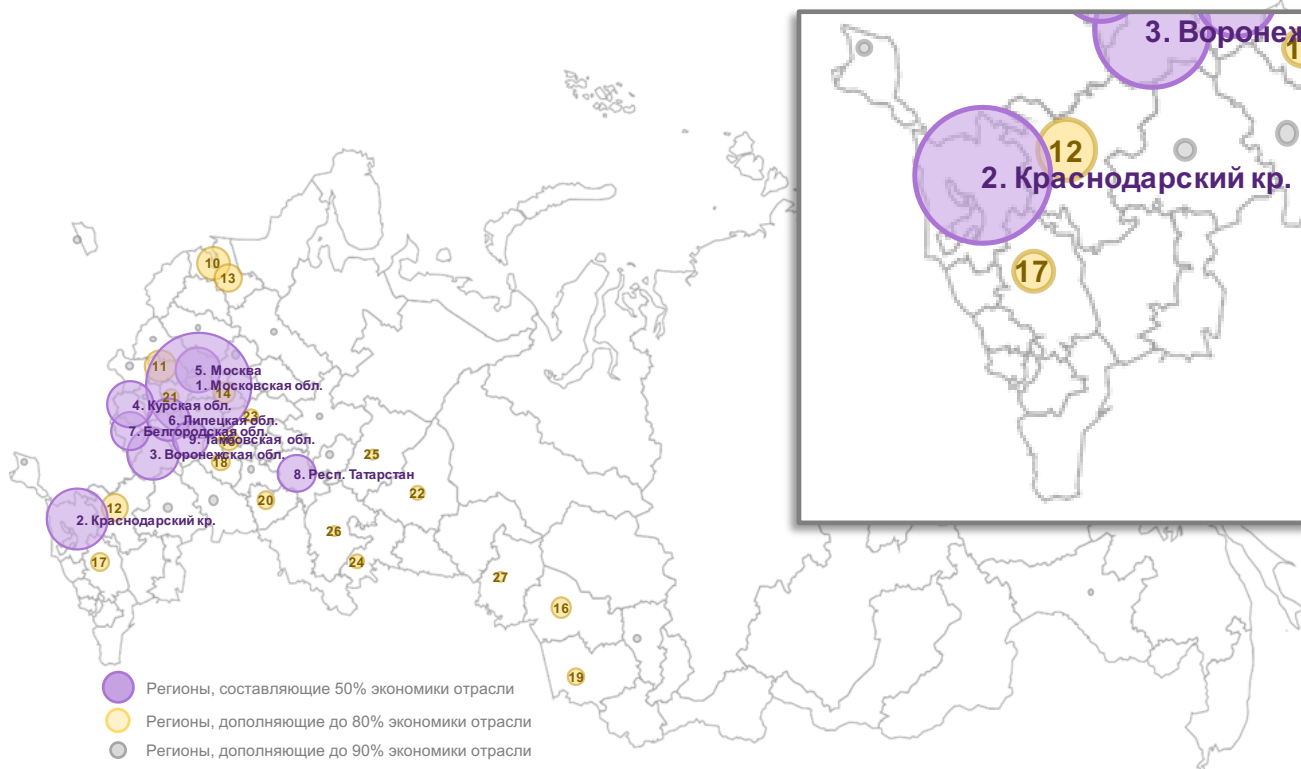 3. Воронеж
1
12
2. Краснодарский кр.
17
10
13
11
5. Москва
1. Московская обл.
14
21
4. Курская обл.
23
6. Липецкая обл.
7. Белгородская обл.
9. Тамбовская обл.
3. Воронежская обл.
18
25
8. Респ. Татарстан
22
20
12
2. Краснодарский кр.
26
17
24
27
16
19
Регионы, составляющие 50% экономики отрасли
Регионы, дополняющие до 80% экономики отрасли
Регионы, дополняющие до 90% экономики отрасли